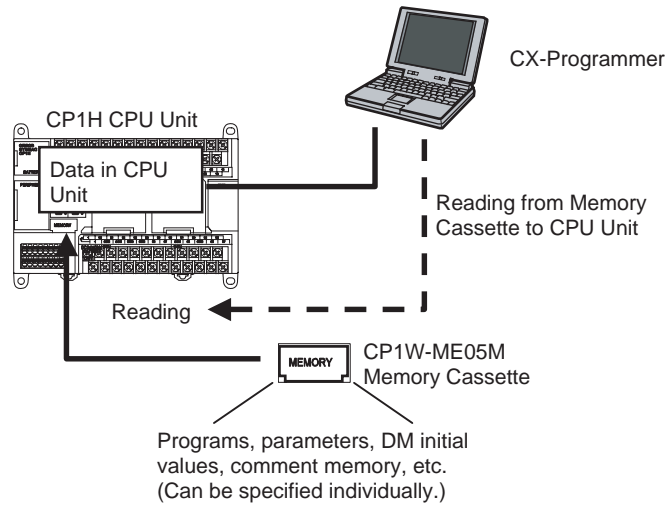 CX-Programmer
CP1H CPU Unit
Data in CPU
Unit
MEMORY
Reading from Memory
Cassette to CPU Unit
Reading
MEMORY
CP1W-ME05M
Memory Cassette
Programs, parameters, DM initial
values, comment memory, etc.
(Can be specified individually.)